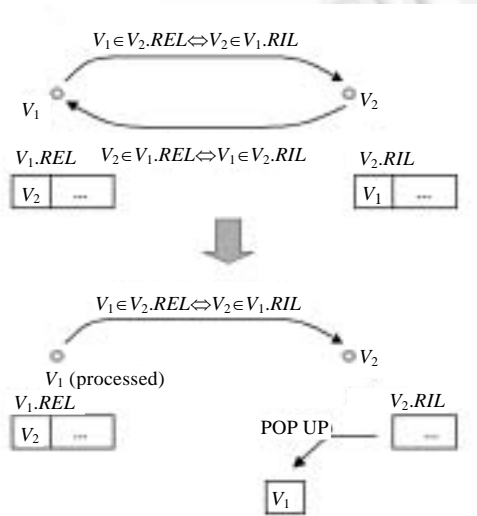 V₁∈V₂.REL⇔V₂∈V₁.RIL
V₁
V₂
V₂∈V₁.REL⇔V₁∈V₂.RIL
V₁.REL
V₂.RIL
V₂ ...
V₁ ...
V₁∈V₂.REL⇔V₂∈V₁.RIL
V₂
V₁ (processed)
V₁.REL
V₂.RIL
V₂ ...
POP UP
...
V₁